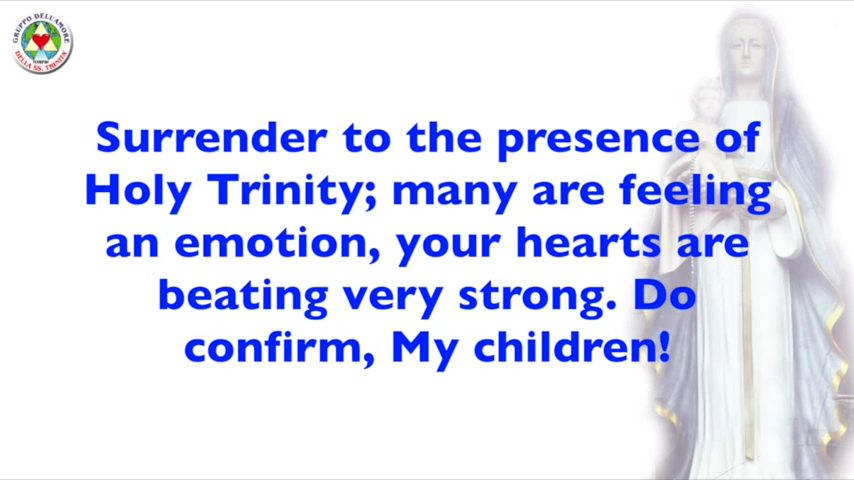 GRUPPO DELL'AMORE
DELLA SS. TRINITÀ
Surrender to the presence of
Holy Trinity; many are feeling
an emotion, your hearts are
beating very strong. Do
confirm, My children!